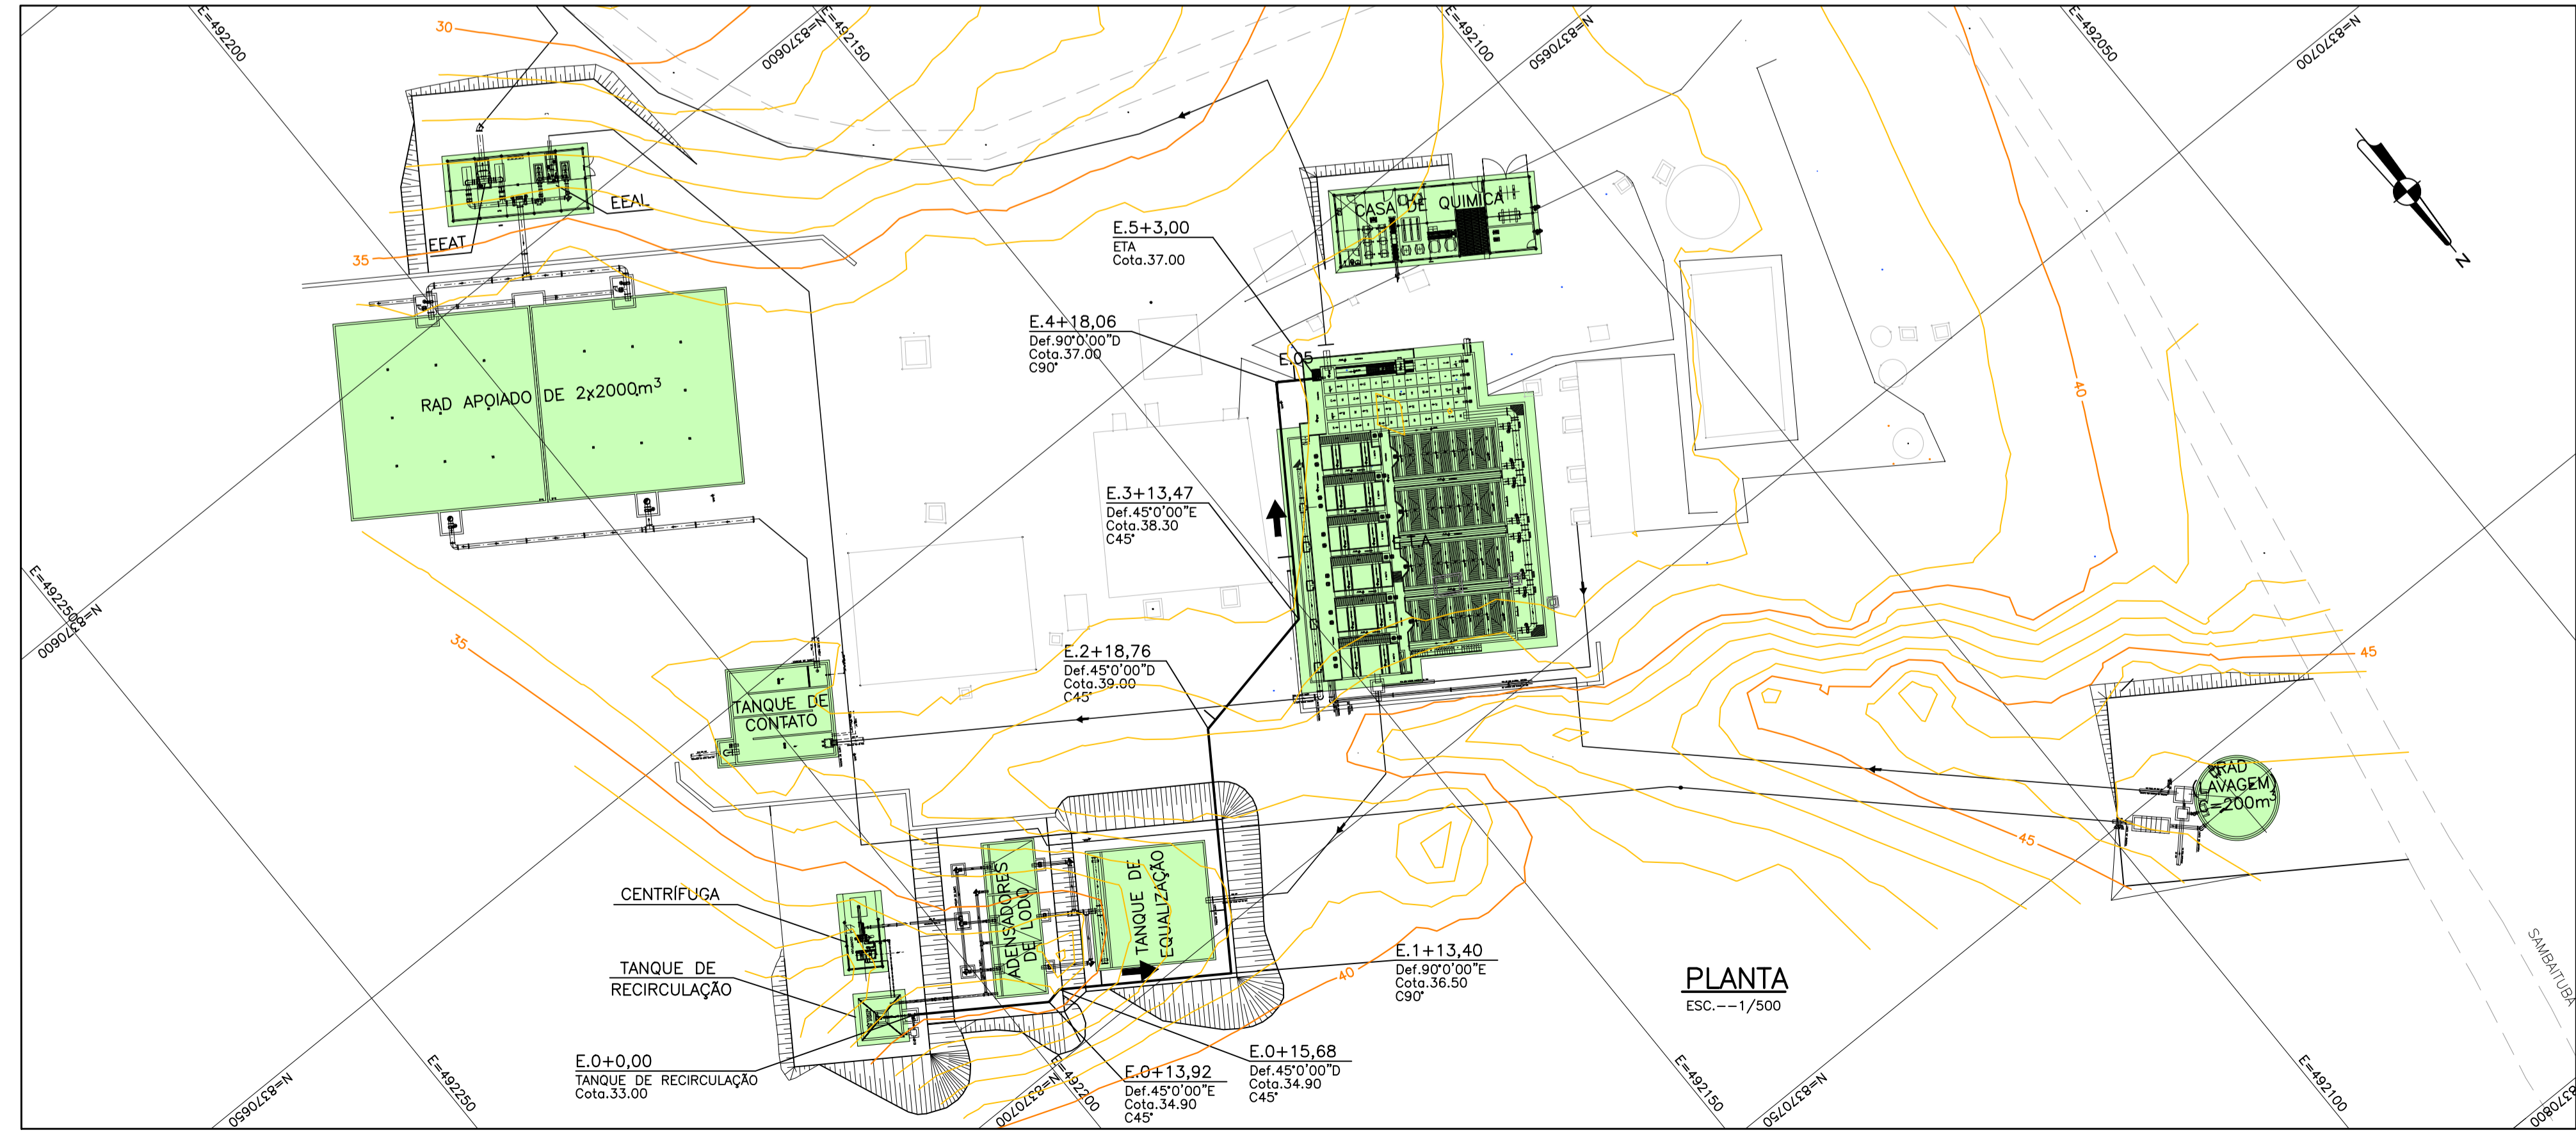 E=492200
30
N=8370600
E=492150
E=492100
N=8370650
E=492050
N=8370700
EEAL
EEAT
35
E.5+3,00
ETA
Cota.37.00
CASA DE QUIMICA
N
E.4+18,06
Def.90°0'00"D
Cota.37.00
C90°
E.05
RAD APOIADO DE 2x2000m³
40
E.3+13,47
Def.45°0'00"E
Cota.38.30
C45°
ETA
E=492250
N=8370600
35
E.2+18,76
Def.45°0'00"D
Cota.39.00
C45°
45
TANQUE DE
CONTATO
RAD
LAVAGEM
C=200m³
45
CENTRÍFUGA
ADENSADORES
DE LODO
TANQUE DE
EQUALIZAÇÃO
TANQUE DE
RECIRCULAÇÃO
40
E.1+13,40
Def.90°0'00"E
Cota.36.50
C90°
PLANTA
ESC.--1/500
SAMBAITUBA
E.0+0,00
TANQUE DE RECIRCULAÇÃO
Cota.33.00
E.0+13,92
Def.45°0'00"E
Cota.34.90
C45°
E.0+15,68
Def.45°0'00"D
Cota.34.90
C45°
N=8370650
E=492250
N=8370700
E=492200
E=492150
N=8370750
E=492100
8370800